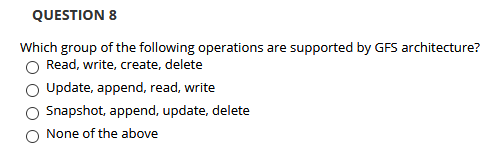 QUESTION 8
Which group of the following operations are supported by GFS architecture?
Read, write, create, delete
Update, append, read, write
Snapshot, append, update, delete
None of the above